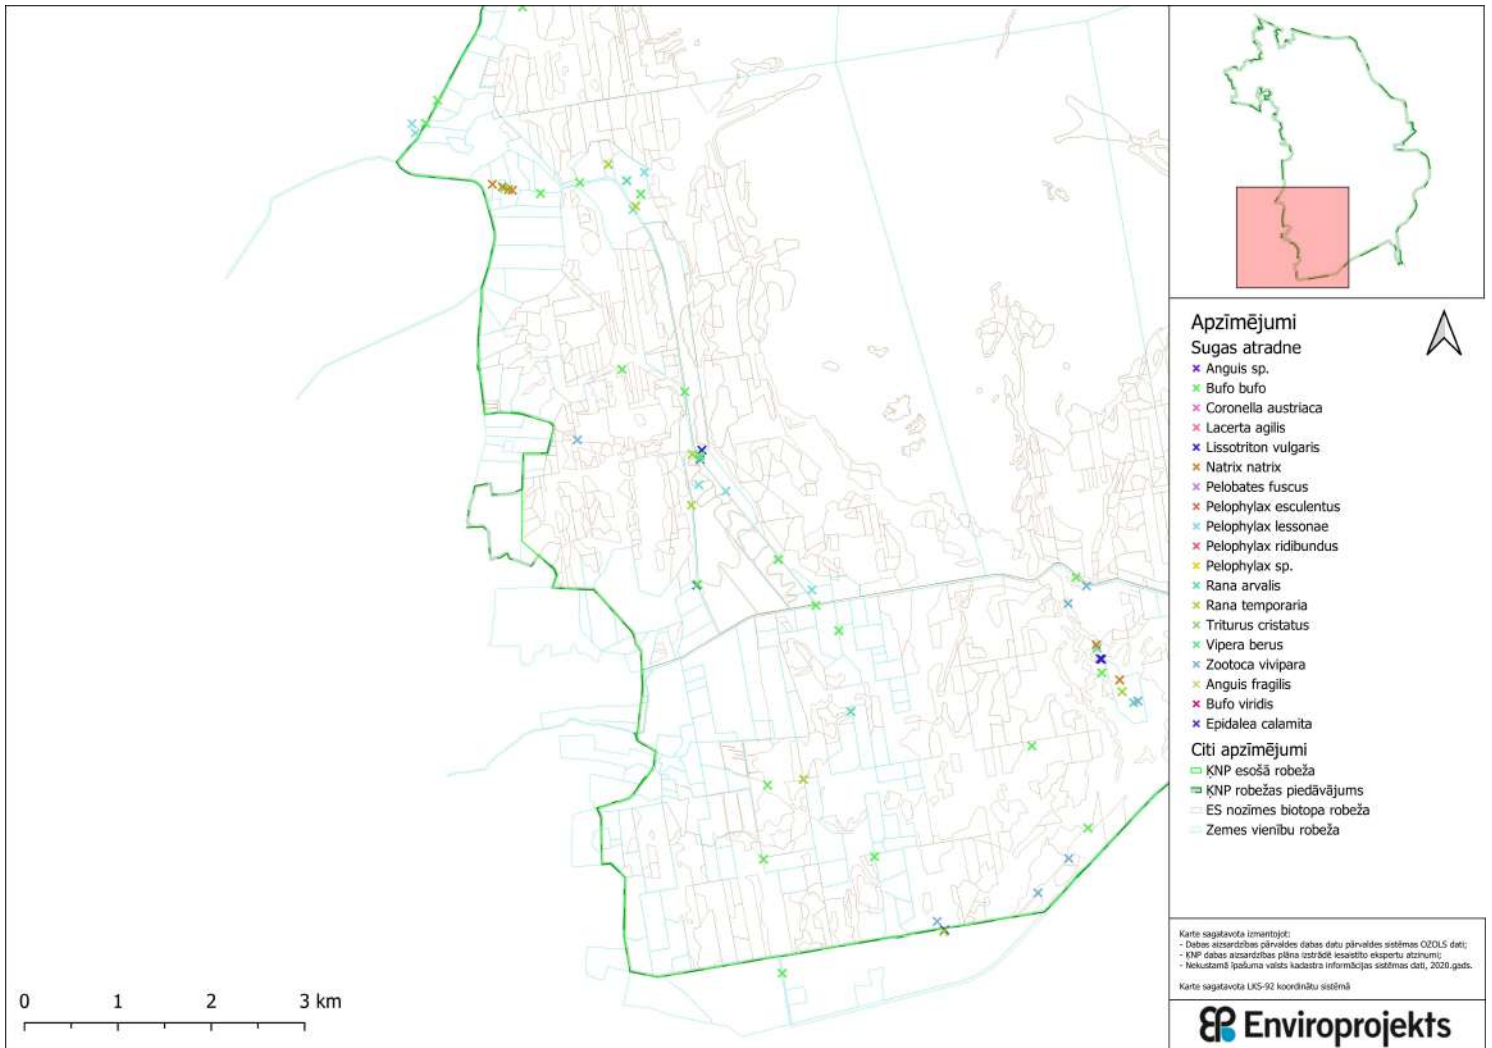 Apzīmējumi
Sugas atradne
Anguis sp.
Bufo bufo
Coronella austriaca
Lacerta agilis
Lissotriton vulgaris
Natrix natrix
Pelobates fuscus
Pelophylax esculentus
Pelophylax lessonae
Pelophylax ridibundus
Pelophylax sp.
Rana arvalis
Rana temporaria
Triturus cristatus
Vipera berus
Zootoca vivipara
Anguis fragilis
Bufo viridis
Epidalea calamita
Citi apzīmējumi
ĶNP esošā robeža
ĶNP robežas piedāvājums
ES nozīmes biotopa robeža
Zemes vienību robeža
Karte sagatavota izmantojot:
- Dabas aizsardzības pārvaldes dabas datu pārvaldes sistēmas OZOLS dati;
- ĶNP dabas aizsardzības plāna izstrādē iesaistīto ekspertu atzinumi;
- Nekustamā īpašuma valsts kadastra informācijas sistēmas dati, 2020.gads.
Karte sagatavota LKS-92 koordinātu sistēmā
Enviroprojekts
0 1 2 3 km